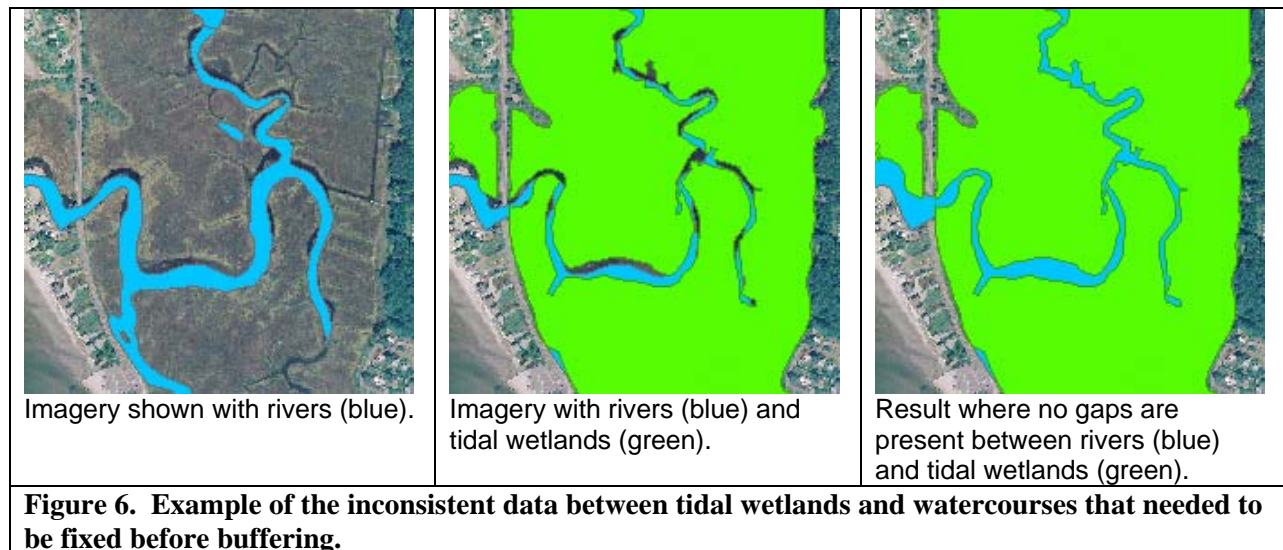 Imagery shown with rivers (blue).
Imagery with rivers (blue) and
tidal wetlands (green).
Result where no gaps are
present between rivers (blue)
and tidal wetlands (green).
Figure 6.  Example of the inconsistent data between tidal wetlands and watercourses that needed to
be fixed before buffering.